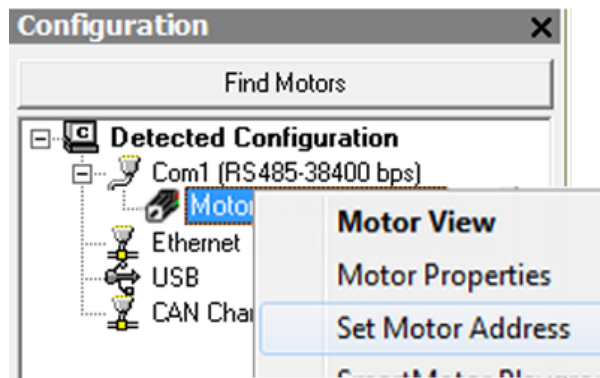 Configuration
Find Motors
Detected Configuration
Com1 (RS485-38400 bps)
Motor
Ethernet
USB
CAN
Motor View
Motor Properties
Set Motor Address